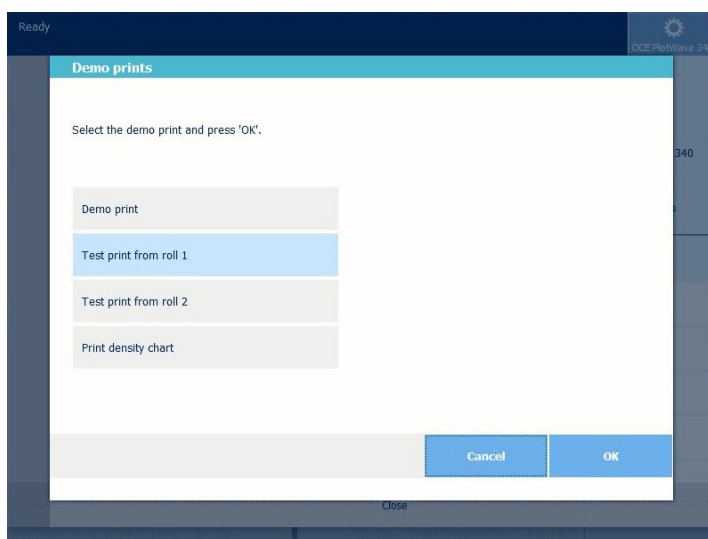 Ready
OCE PlotWave 34
Demo prints
Select the demo print and press 'OK'.
340
Demo print
Test print from roll 1
Test print from roll 2
Print density chart
Cancel
OK
Close